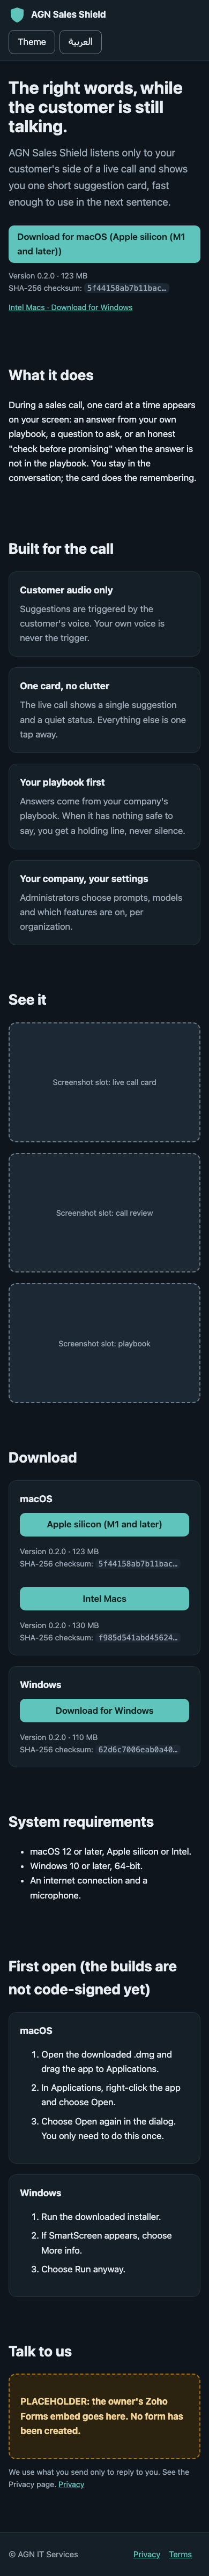 AGN Sales Shield
Theme
العربية
The right words, while
the customer is still
talking.
AGN Sales Shield listens only to your
customer's side of a live call and shows
you one short suggestion card, fast
enough to use in the next sentence.
Download for macOS (Apple silicon (M1
and later))
Version 0.2.0 · 123 MB
SHA-256 checksum: 5f44158ab7b11bac…
Intel Macs · Download for Windows
What it does
During a sales call, one card at a time appears
on your screen: an answer from your own
playbook, a question to ask, or an honest
"check before promising" when the answer is
not in the playbook. You stay in the
conversation; the card does the remembering.
Built for the call
Customer audio only
Suggestions are triggered by the
customer's voice. Your own voice is
never the trigger.
One card, no clutter
The live call shows a single suggestion
and a quiet status. Everything else is one
tap away.
Your playbook first
Answers come from your company's
playbook. When it has nothing safe to
say, you get a holding line, never silence.
Your company, your settings
Administrators choose prompts, models
and which features are on, per
organization.
See it
Screenshot slot: live call card
Screenshot slot: call review
Screenshot slot: playbook
Download
macOS
Apple silicon (M1 and later)
Version 0.2.0 · 123 MB
SHA-256 checksum: 5f44158ab7b11bac…
Intel Macs
Version 0.2.0 · 130 MB
SHA-256 checksum: f985d541abd45624…
Windows
Download for Windows
Version 0.2.0 · 110 MB
SHA-256 checksum: 62d6c7006eab0a40…
System requirements
• macOS 12 or later, Apple silicon or Intel.
• Windows 10 or later, 64-bit.
• An internet connection and a
microphone.
First open (the builds are
not code-signed yet)
macOS
1. Open the downloaded .dmg and
drag the app to Applications.
2. In Applications, right-click the app
and choose Open.
3. Choose Open again in the dialog.
You only need to do this once.
Windows
1. Run the downloaded installer.
2. If SmartScreen appears, choose
More info.
3. Choose Run anyway.
Talk to us
PLACEHOLDER: the owner's Zoho
Forms embed goes here. No form has
been created.
We use what you send only to reply to you. See the
Privacy page. Privacy
© AGN IT Services
Privacy
Terms